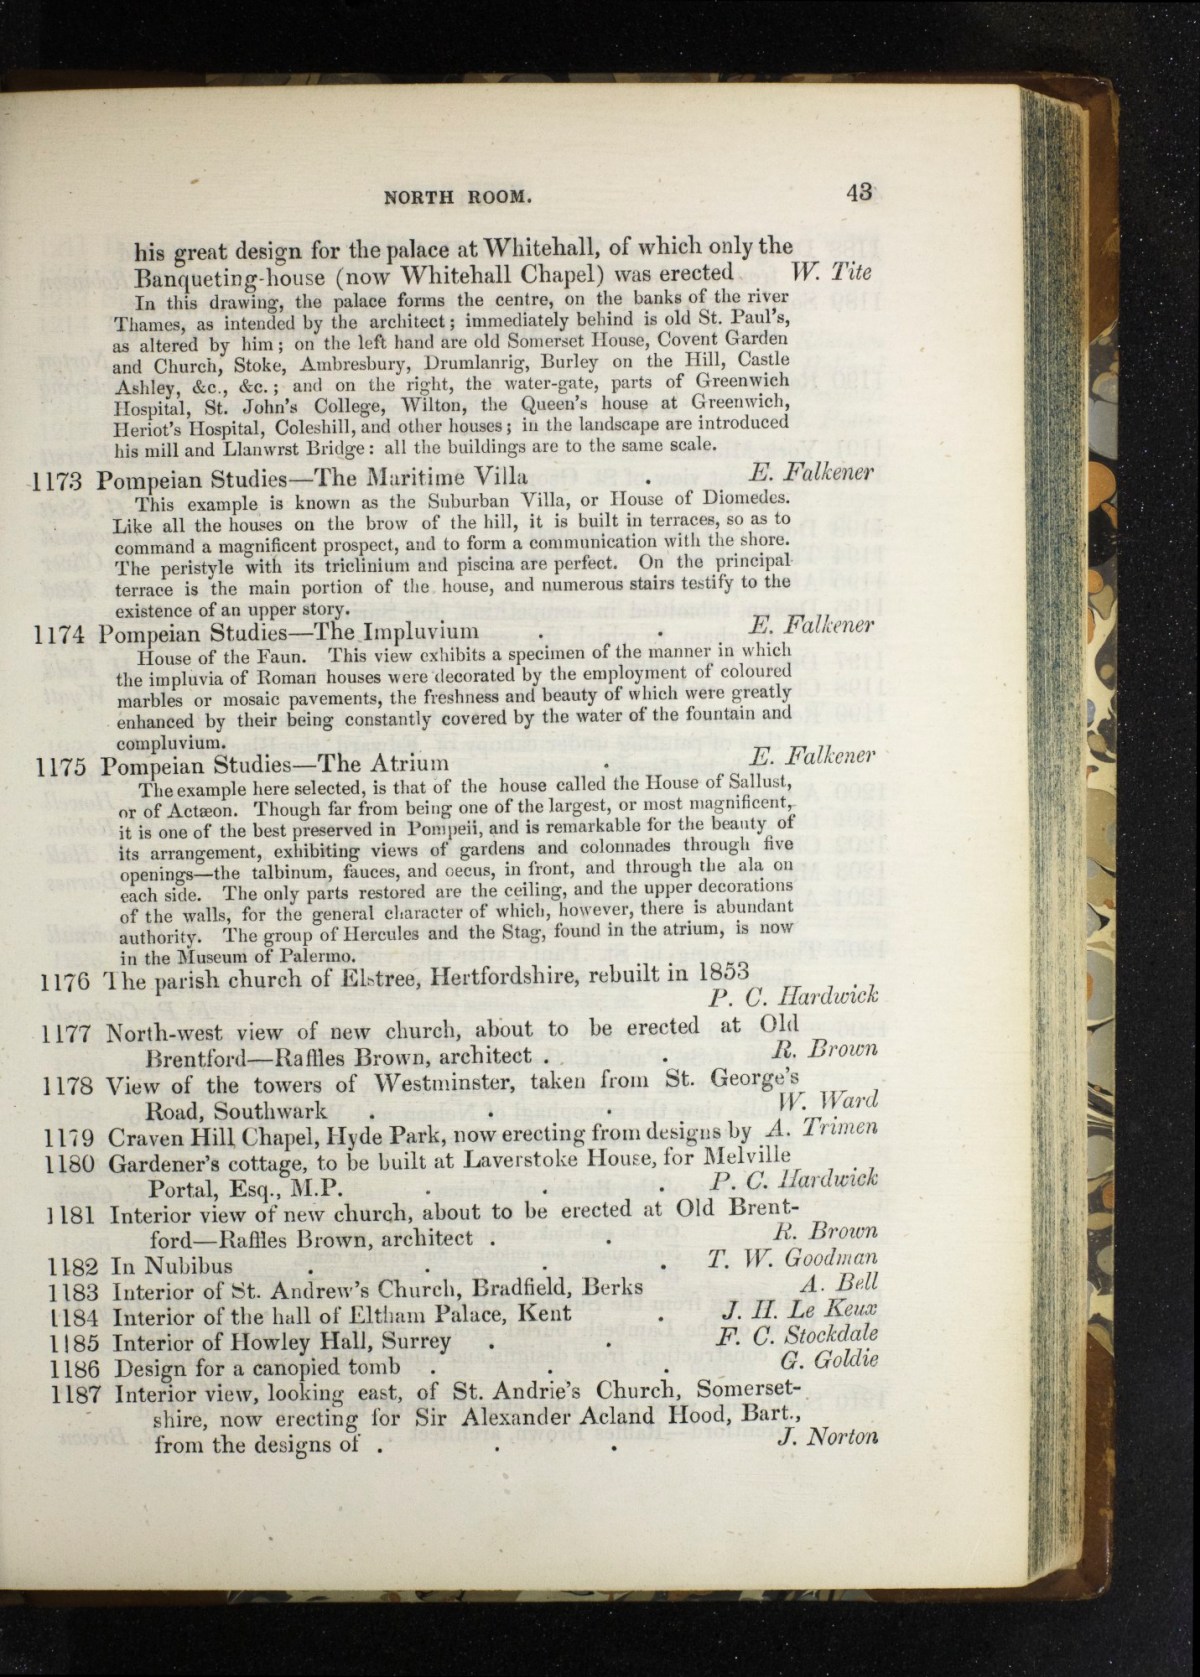 NORTH ROOM. 43
his great design for the palace at Whitehall, of which only the
Banqueting-house (now Whitehall Chapel) was erected W. Tite
In this drawing, the palace forms the centre, on the banks of the river
Thames, as intended by the architect; immediately behind is old St. Paul's,
as altered by him; on the left hand are old Somerset House, Covent Garden
and Church, Stoke, Ambresbury, Drumlanrig, Burley on the Hill, Castle
Ashley, &c., &c.; and on the right, the water-gate, parts of Greenwich
Hospital, St. John's College, Wilton, the Queen's house at Greenwich,
Heriot's Hospital, Coleshill, and other houses; in the landscape are introduced
his mill and Llanwrst Bridge: all the buildings are to the same scale.
1173 Pompeian Studies—The Maritime Villa . E. Falkener
This example is known as the Suburban Villa, or House of Diomedes.
Like all the houses on the brow of the hill, it is built in terraces, so as to
command a magnificent prospect, and to form a communication with the shore.
The peristyle with its triclinium and piscina are perfect. On the principal
terrace is the main portion of the house, and numerous stairs testify to the
existence of an upper story.
1174 Pompeian Studies—The Impluvium . . E. Falkener
House of the Faun. This view exhibits a specimen of the manner in which
the impluvia of Roman houses were decorated by the employment of coloured
marbles or mosaic pavements, the freshness and beauty of which were greatly
enhanced by their being constantly covered by the water of the fountain and
compluvium.
1175 Pompeian Studies—The Atrium . E. Falkener
The example here selected, is that of the house called the House of Sallust,
or of Actæon. Though far from being one of the largest, or most magnificent,
it is one of the best preserved in Pompeii, and is remarkable for the beauty of
its arrangement, exhibiting views of gardens and colonnades through five
openings—the talbinum, fauces, and oecus, in front, and through the ala on
each side. The only parts restored are the ceiling, and the upper decorations
of the walls, for the general character of which, however, there is abundant
authority. The group of Hercules and the Stag, found in the atrium, is now
in the Museum of Palermo.
1176 The parish church of Elstree, Hertfordshire, rebuilt in 1853
P. C. Hardwick
1177 North-west view of new church, about to be erected at Old
Brentford—Raffles Brown, architect . . R. Brown
1178 View of the towers of Westminster, taken from St. George's
Road, Southwark . . . W. Ward
1179 Craven Hill Chapel, Hyde Park, now erecting from designs by A. Trimen
1180 Gardener's cottage, to be built at Laverstoke House, for Melville
Portal, Esq., M.P. . . . P. C. Hardwick
1181 Interior view of new church, about to be erected at Old Brent-
ford—Raffles Brown, architect . . R. Brown
1182 In Nubibus . . . . T. W. Goodman
1183 Interior of St. Andrew's Church, Bradfield, Berks A. Bell
1184 Interior of the hall of Eltham Palace, Kent . J. H. Le Keux
1185 Interior of Howley Hall, Surrey . . F. C. Stockdale
1186 Design for a canopied tomb . . . G. Goldie
1187 Interior view, looking east, of St. Andrie's Church, Somerset-
shire, now erecting for Sir Alexander Acland Hood, Bart.,
from the designs of . . . J. Norton